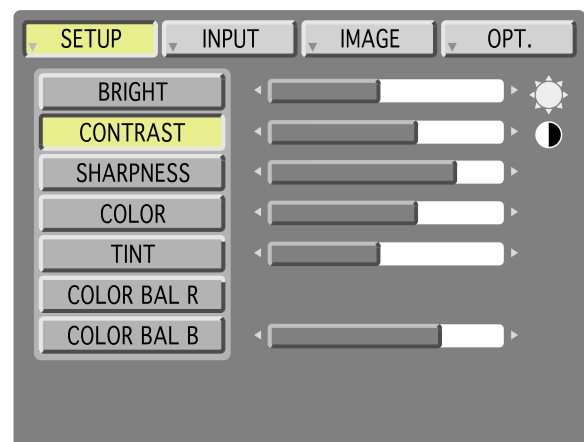 SETUP INPUT IMAGE OPT.
BRIGHT
CONTRAST
SHARPNESS
COLOR
TINT
COLOR BAL R
COLOR BAL B